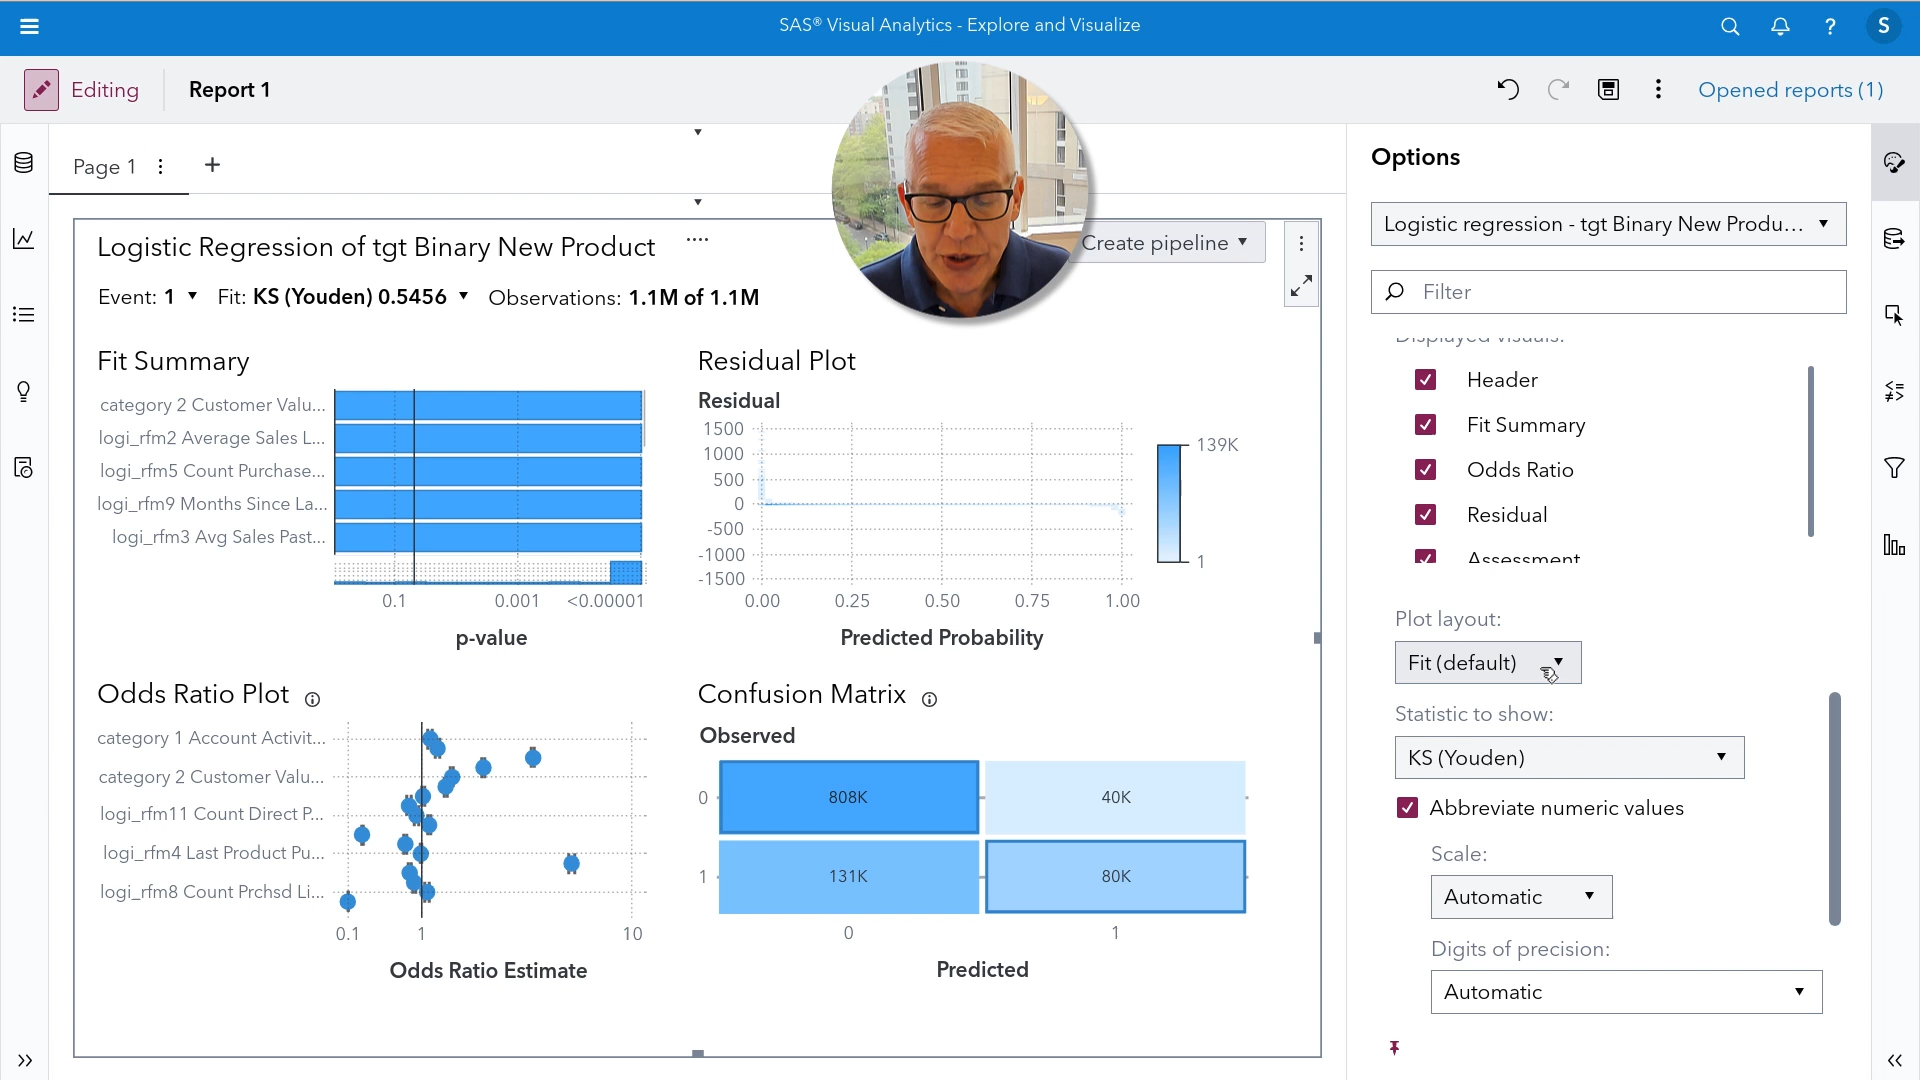 SAS® Visual Analytics - Explore and Visualize
S
Editing
Report 1
Opened reports (1)
Page 1
Logistic Regression of tgt Binary New Product
Create pipeline
Event: 1
Fit: KS (Youden) 0.5456
Observations: 1.1M of 1.1M
Fit Summary
category 2 Customer Valu...
logi_rfm2 Average Sales L...
logi_rfm5 Count Purchase...
logi_rfm9 Months Since La...
logi_rfm3 Avg Sales Past...
0.1
0.001
<0.00001
p-value
Residual Plot
Residual
1500
1000
500
0
-500
-1000
-1500
0.00
0.25
0.50
0.75
1.00
Predicted Probability
139K
1
Odds Ratio Plot
category 1 Account Activit...
category 2 Customer Valu...
logi_rfm11 Count Direct P...
logi_rfm4 Last Product Pu...
logi_rfm8 Count Prchsd Li...
0.1
1
10
Odds Ratio Estimate
Confusion Matrix
Observed
0
808K
40K
1
131K
80K
0
1
Predicted
Options
Logistic regression - tgt Binary New Produ...
Filter
Displayed visuals:
Header
Fit Summary
Odds Ratio
Residual
Assessment
Plot layout:
Fit (default)
Statistic to show:
KS (Youden)
Abbreviate numeric values
Scale:
Automatic
Digits of precision:
Automatic